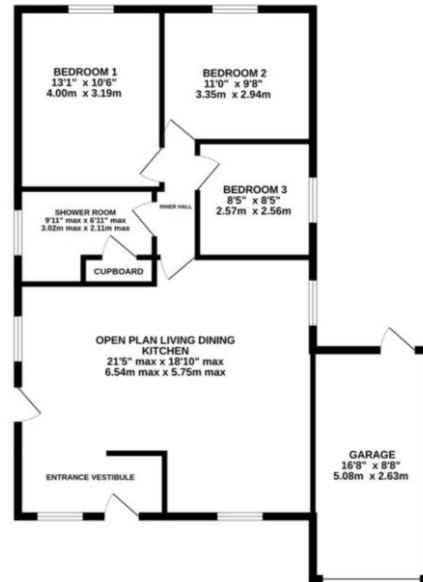 BEDROOM 1
13'1" x 10'6"
4.00m x 3.19m
BEDROOM 2
11'0" x 9'8"
3.35m x 2.94m
BEDROOM 3
8'5" x 8'5"
2.57m x 2.56m
SHOWER ROOM
9'11" max x 6'11" max
3.02m max x 2.11m max
INNER HALL
CUPBOARD
OPEN PLAN LIVING DINING
KITCHEN
21'5" max x 18'10" max
6.54m max x 5.75m max
ENTRANCE VESTIBULE
GARAGE
16'8" x 8'8"
5.08m x 2.63m